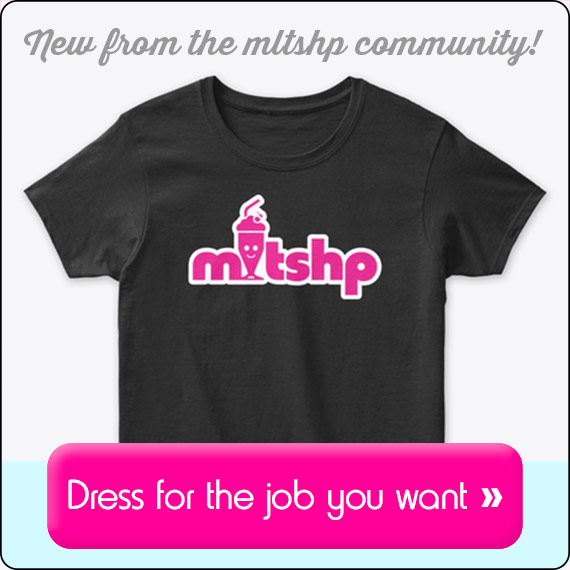 New from the mltshp community!
mltshp
Dress for the job you want »